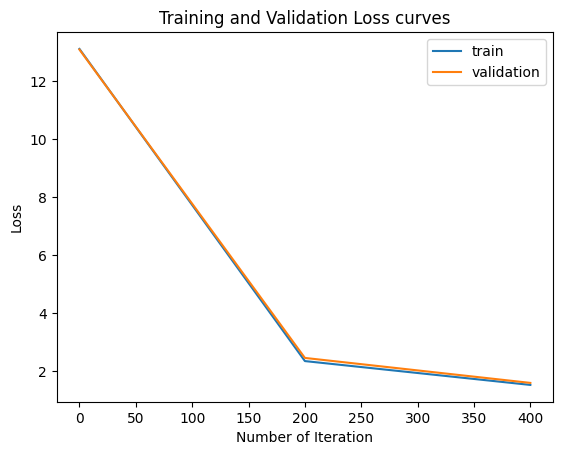 Training and Validation Loss curves
train
validation
12
10
8
6
4
2
Loss
0 50 100 150 200 250 300 350 400
Number of Iteration